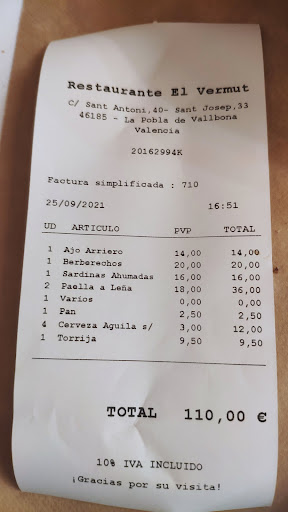 Restaurante El Vermut
C/ Sant Antoni,40- Sant Josep,33
46185 - La Pobla de Vallbona
Valencia
20162994K
Factura simplificada : 710
25/09/2021 16:51
UD ARTICULO PVP TOTAL
1 Ajo Arriero 14,00 14,00
1 Berberechos 20,00 20,00
1 Sardinas Ahumadas 16,00 16,00
2 Paella a Leña 18,00 36,00
1 Varios 0,00 0,00
1 Pan 2,50 2,50
4 Cerveza Aguila s/ 3,00 12,00
1 Torrija 9,50 9,50
TOTAL 110,00 €
10% IVA INCLUIDO
¡Gracias por su visita!